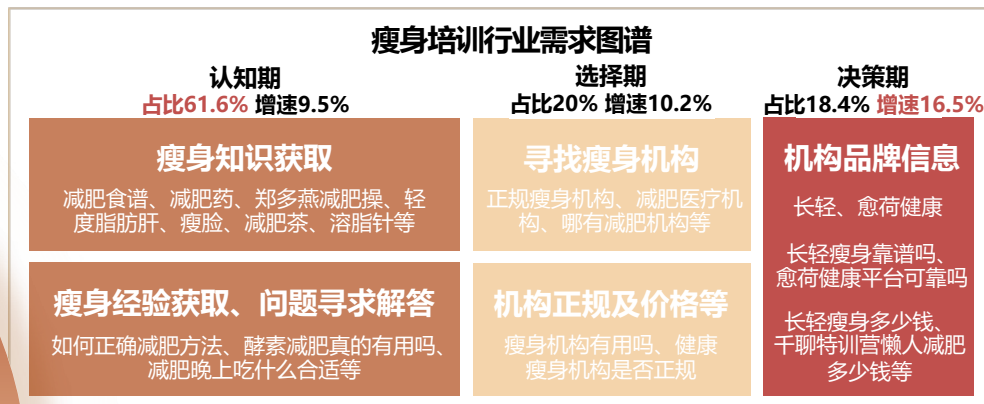 瘦身培训行业需求图谱
认知期
占比61.6% 增速9.5%
瘦身知识获取
减肥食谱、减肥药、郑多燕减肥操、轻
度脂肪肝、瘦脸、减肥茶、溶脂针等
瘦身经验获取、问题寻求解答
如何正确减肥方法、酵素减肥真的有用吗、
减肥晚上吃什么合适等
选择期
占比20% 增速10.2%
寻找瘦身机构
正规瘦身机构、减肥医疗机
构、哪有减肥机构等
机构正规及价格等
瘦身机构有用吗、健康
瘦身机构是否正规
决策期
占比18.4% 增速16.5%
机构品牌信息
长轻、愈荷健康
长轻瘦身靠谱吗、
愈荷健康平台可靠吗
长轻瘦身多少钱、
千聊特训营懒人减肥
多少钱等